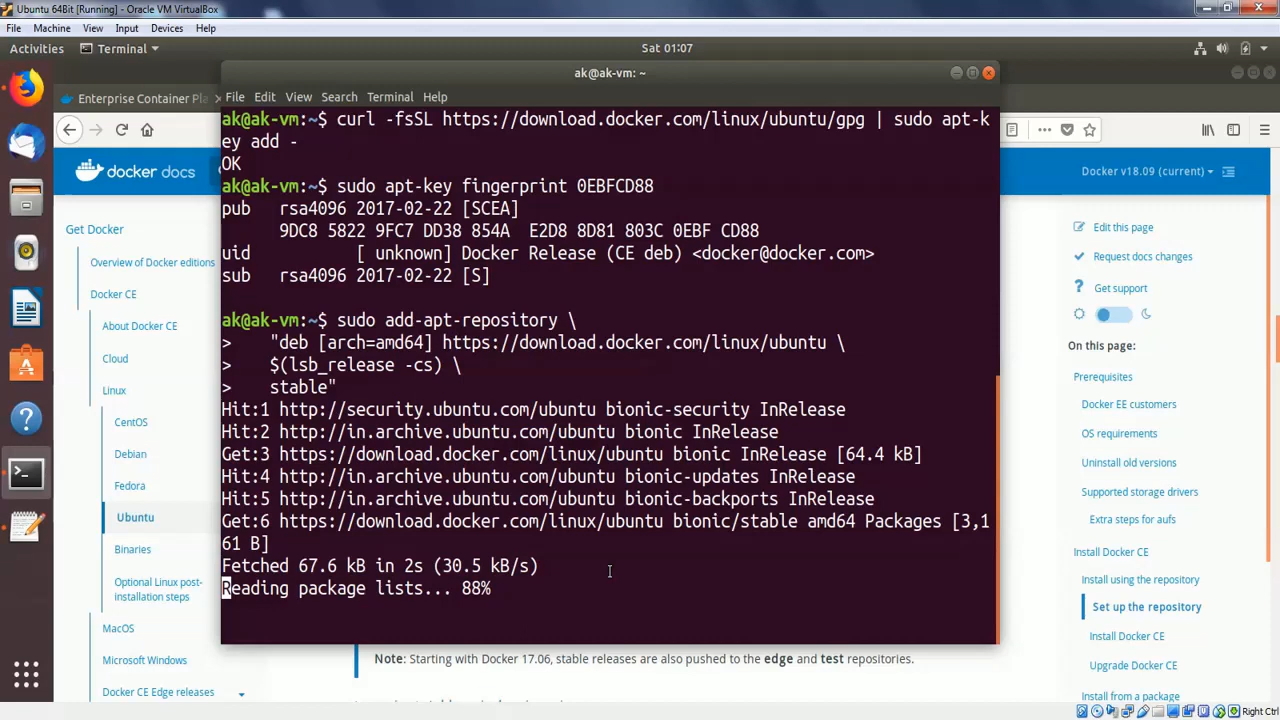 Ubuntu 64Bit [Running] - Oracle VM VirtualBox
File Machine View Input Devices Help
Activities Terminal Sat 01:07
ak@ak-vm: ~
Enterprise Container Pla
File Edit View Search Terminal Help
ak@ak-vm:~$ curl -fsSL https://download.docker.com/linux/ubuntu/gpg | sudo apt-k
ey add -
OK
ak@ak-vm:~$ sudo apt-key fingerprint 0EBFCD88
pub rsa4096 2017-02-22 [SCEA]
9DC8 5822 9FC7 DD38 854A E2D8 8D81 803C 0EBF CD88
uid [ unknown] Docker Release (CE deb) <docker@docker.com>
sub rsa4096 2017-02-22 [S]
ak@ak-vm:~$ sudo add-apt-repository \
> "deb [arch=amd64] https://download.docker.com/linux/ubuntu \
> $(lsb_release -cs) \
> stable"
Hit:1 http://security.ubuntu.com/ubuntu bionic-security InRelease
Hit:2 http://in.archive.ubuntu.com/ubuntu bionic InRelease
Get:3 https://download.docker.com/linux/ubuntu bionic InRelease [64.4 kB]
Hit:4 http://in.archive.ubuntu.com/ubuntu bionic-updates InRelease
Hit:5 http://in.archive.ubuntu.com/ubuntu bionic-backports InRelease
Get:6 https://download.docker.com/linux/ubuntu bionic/stable amd64 Packages [3,1
61 B]
Fetched 67.6 kB in 2s (30.5 kB/s)
Reading package lists... 88%
docker docs
Get Docker
Overview of Docker editions
Docker CE
About Docker CE
Cloud
Linux
CentOS
Debian
Fedora
Ubuntu
Binaries
Optional Linux post-
installation steps
MacOS
Microsoft Windows
Docker CE Edge releases
Note: Starting with Docker 17.06, stable releases are also pushed to the edge and test repositories.
Docker v18.09 (current)
Edit this page
Request docs changes
Get support
On this page:
Prerequisites
Docker EE customers
OS requirements
Uninstall old versions
Supported storage drivers
Extra steps for aufs
Install Docker CE
Install using the repository
Set up the repository
Install Docker CE
Upgrade Docker CE
Install from a package
Right Ctrl